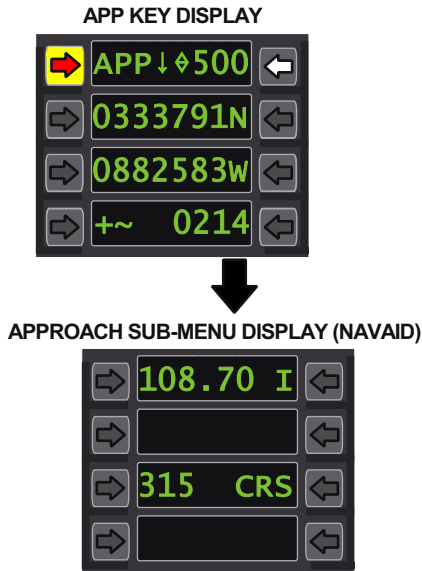 APP KEY DISPLAY
APP↓⬖500
0333791N
0882583W
+~ 0214
APPROACH SUB-MENU DISPLAY (NAVAID)
108.70 I
315 CRS